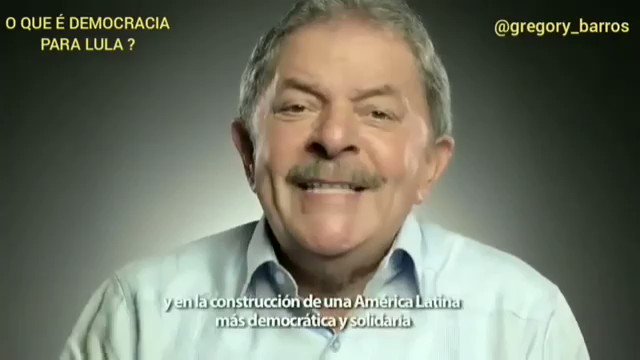 O QUE É DEMOCRACIA
PARA LULA ?
@gregory_barros
y en la construcción de una América Latina
más democrática y solidaria